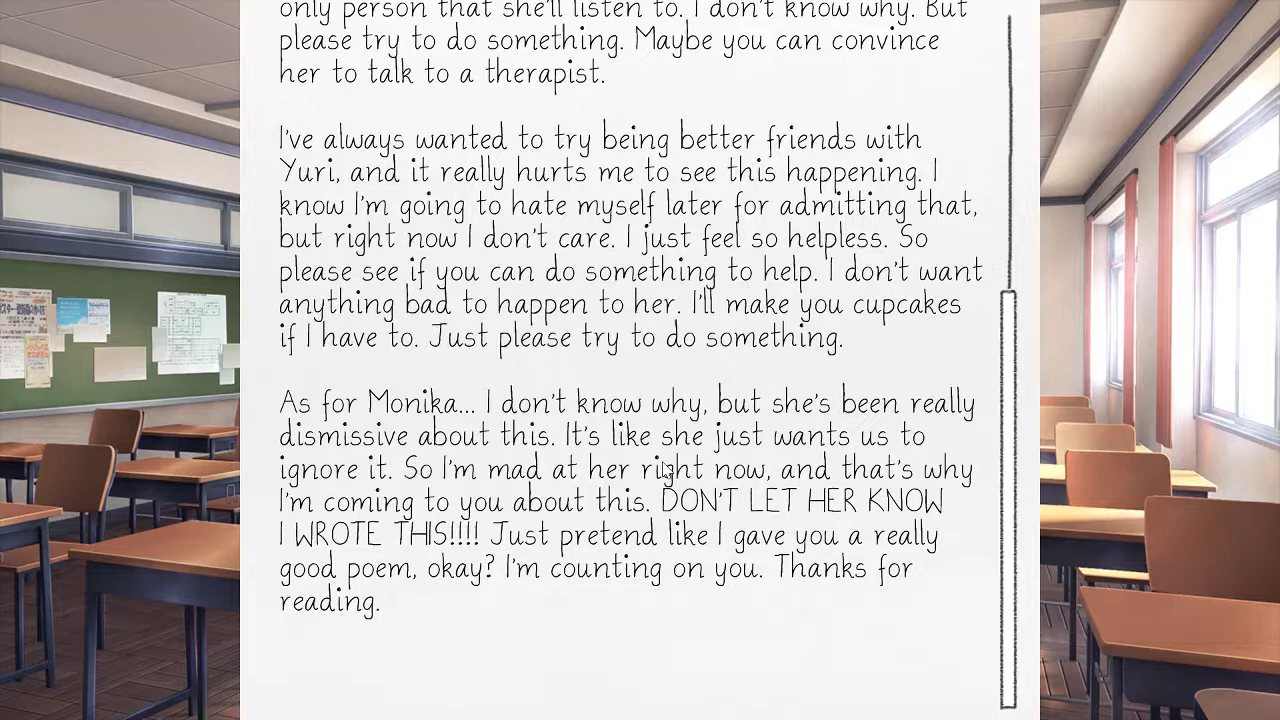 only person that she'll listen to. I don't know why. But
please try to do something. Maybe you can convince
her to talk to a therapist.
I've always wanted to try being better friends with
Yuri, and it really hurts me to see this happening. I
know I'm going to hate myself later for admitting that,
but right now I don't care. I just feel so helpless. So
please see if you can do something to help. I don't want
anything bad to happen to her. I'll make you cupcakes
if I have to. Just please try to do something.
As for Monika... I don't know why, but she's been really
dismissive about this. It's like she just wants us to
ignore it. So I'm mad at her right now, and that's why
I'm coming to you about this. DON'T LET HER KNOW
I WROTE THIS!!!! Just pretend like I gave you a really
good poem, okay? I'm counting on you. Thanks for
reading.